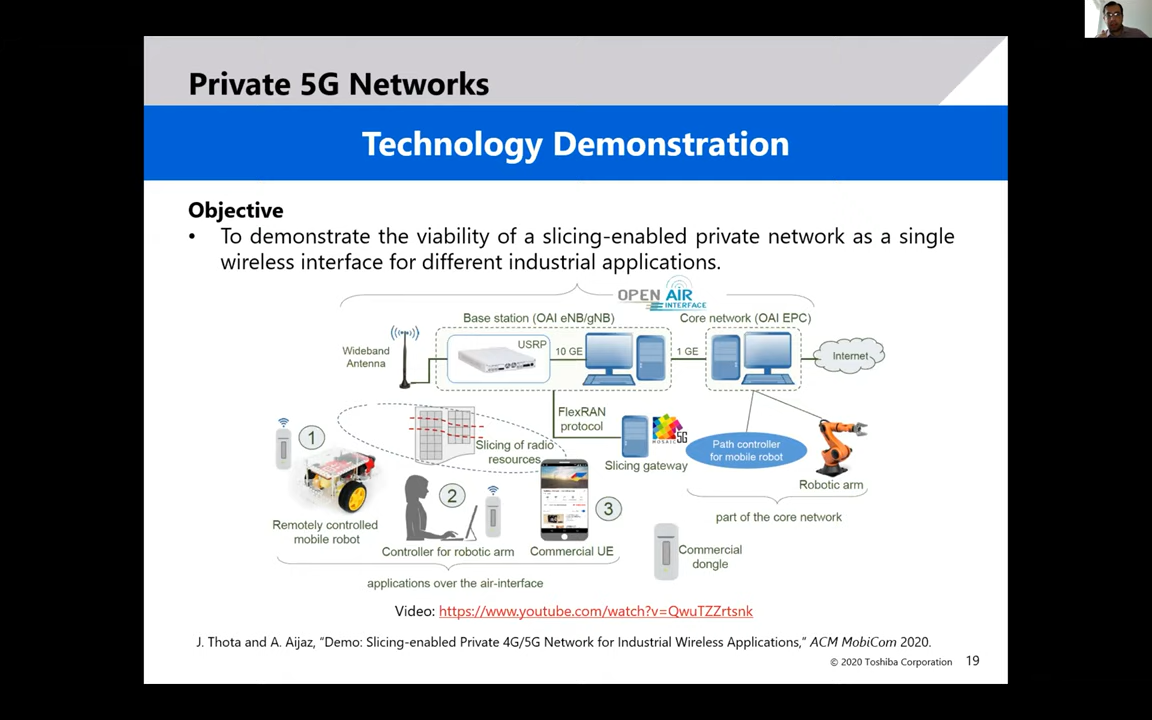 Private 5G Networks
Technology Demonstration
Objective
• To demonstrate the viability of a slicing-enabled private network as a single
wireless interface for different industrial applications.
OPEN AIR
INTERFACE
Base station (OAI eNB/gNB)
Core network (OAI EPC)
Wideband
Antenna
USRP
10 GE
1 GE
Internet
FlexRAN
protocol
Slicing of radio
resources
MOSAIC 5G
Slicing gateway
Path controller
for mobile robot
Robotic arm
part of the core network
1
Remotely controlled
mobile robot
2
Controller for robotic arm
3
Commercial UE
Commercial
dongle
applications over the air-interface
Video: https://www.youtube.com/watch?v=QwuTZZrtsnk
J. Thota and A. Aijaz, “Demo: Slicing-enabled Private 4G/5G Network for Industrial Wireless Applications,” ACM MobiCom 2020.
© 2020 Toshiba Corporation 19